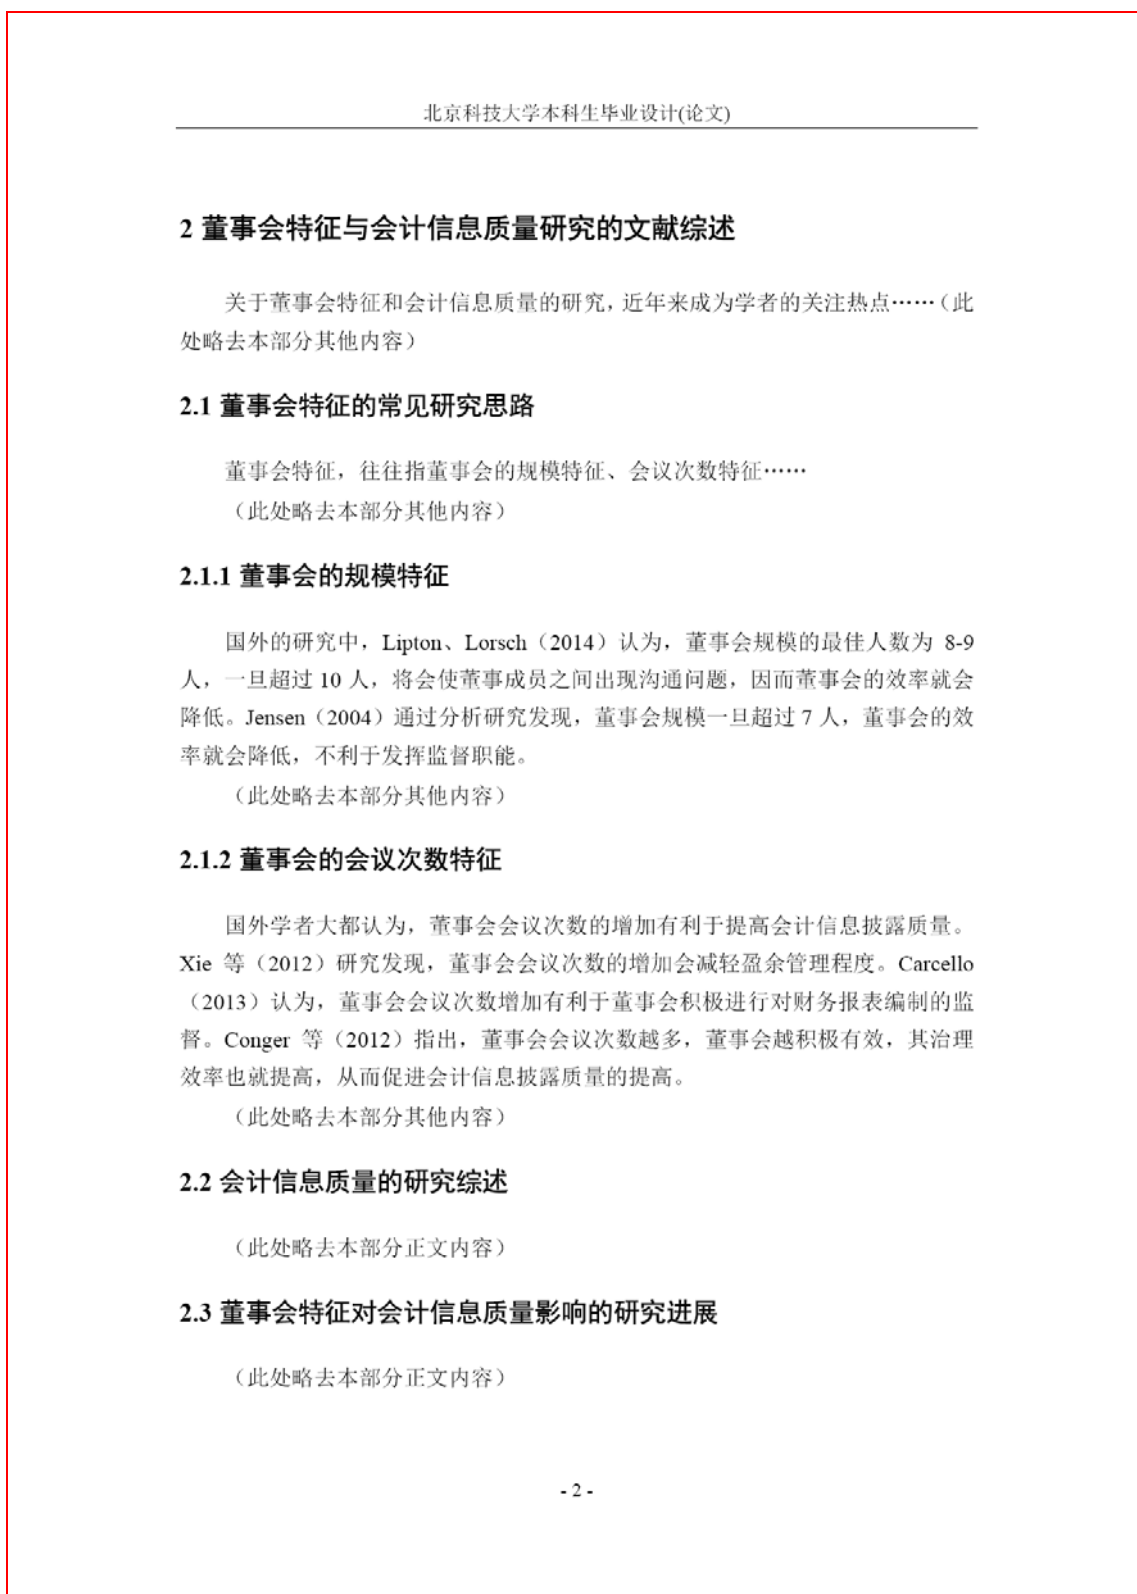 北京科技大学本科生毕业设计(论文)
2 董事会特征与会计信息质量研究的文献综述
关于董事会特征和会计信息质量的研究，近年来成为学者的关注热点……（此
处略去本部分其他内容）
2.1 董事会特征的常见研究思路
董事会特征，往往指董事会的规模特征、会议次数特征……
（此处略去本部分其他内容）
2.1.1 董事会的规模特征
国外的研究中，Lipton、Lorsch（2014）认为，董事会规模的最佳人数为 8-9
人，一旦超过 10 人，将会使董事成员之间出现沟通问题，因而董事会的效率就会
降低。Jensen（2004）通过分析研究发现，董事会规模一旦超过 7 人，董事会的效
率就会降低，不利于发挥监督职能。
（此处略去本部分其他内容）
2.1.2 董事会的会议次数特征
国外学者大都认为，董事会会议次数的增加有利于提高会计信息披露质量。
Xie 等（2012）研究发现，董事会会议次数的增加会减轻盈余管理程度。Carcello
（2013）认为，董事会会议次数增加有利于董事会积极进行对财务报表编制的监
督。Conger 等（2012）指出，董事会会议次数越多，董事会越积极有效，其治理
效率也就提高，从而促进会计信息披露质量的提高。
（此处略去本部分其他内容）
2.2 会计信息质量的研究综述
（此处略去本部分正文内容）
2.3 董事会特征对会计信息质量影响的研究进展
（此处略去本部分正文内容）
- 2 -